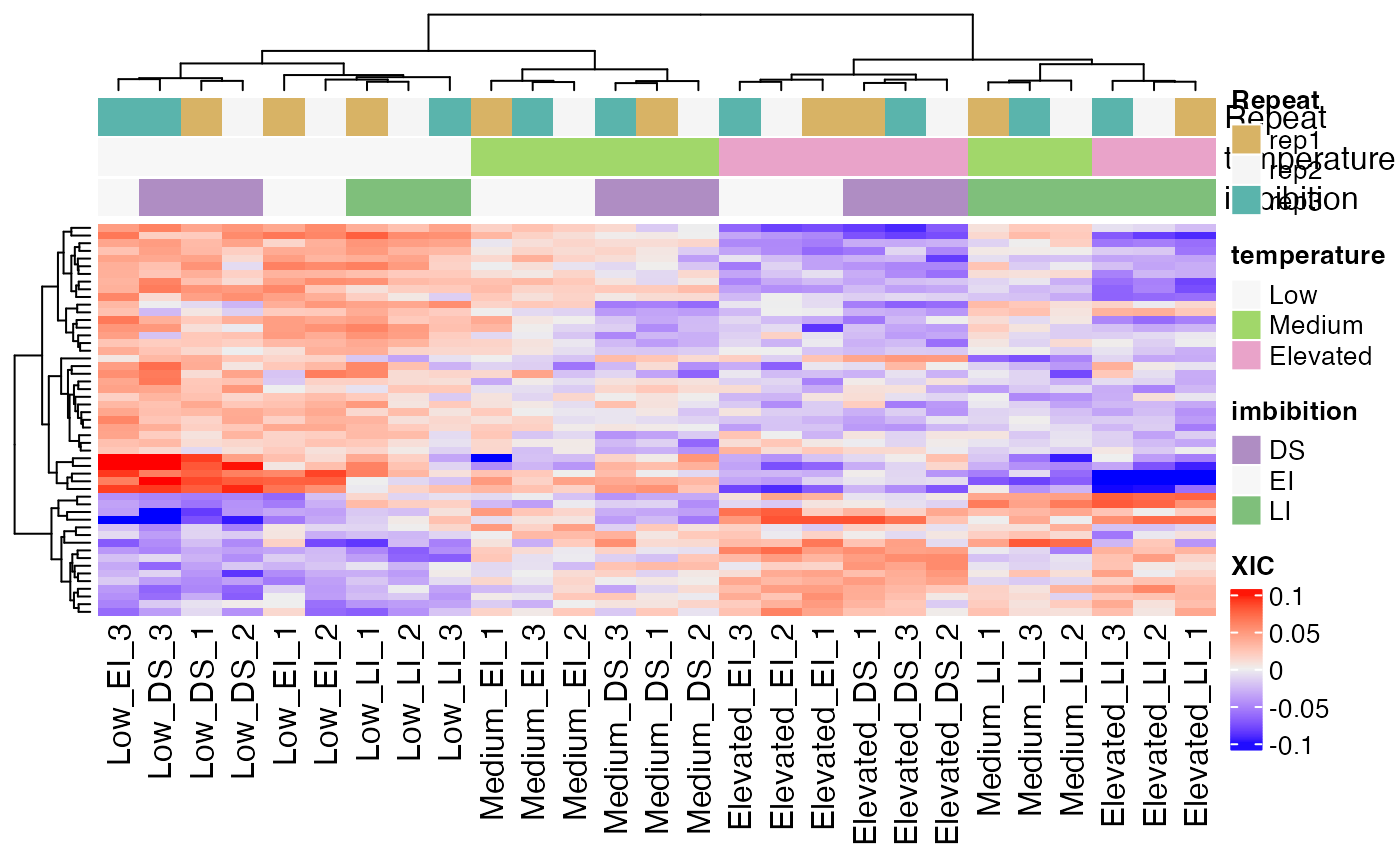 Repeat
Repeat
rep1
temperature
rep2
imbibition
rep3
temperature
Low
Medium
Elevated
imbibition
DS
EI
LI
XIC
0.1
0.05
0
-0.05
-0.1
Low_EI_3
Low_DS_3
Low_DS_1
Low_DS_2
Low_EI_1
Low_EI_2
Low_LI_1
Low_LI_2
Low_LI_3
Medium_EI_1
Medium_EI_3
Medium_EI_2
Medium_DS_3
Medium_DS_1
Medium_DS_2
Elevated_EI_3
Elevated_EI_2
Elevated_EI_1
Elevated_DS_1
Elevated_DS_3
Elevated_DS_2
Medium_LI_1
Medium_LI_3
Medium_LI_2
Elevated_LI_3
Elevated_LI_2
Elevated_LI_1